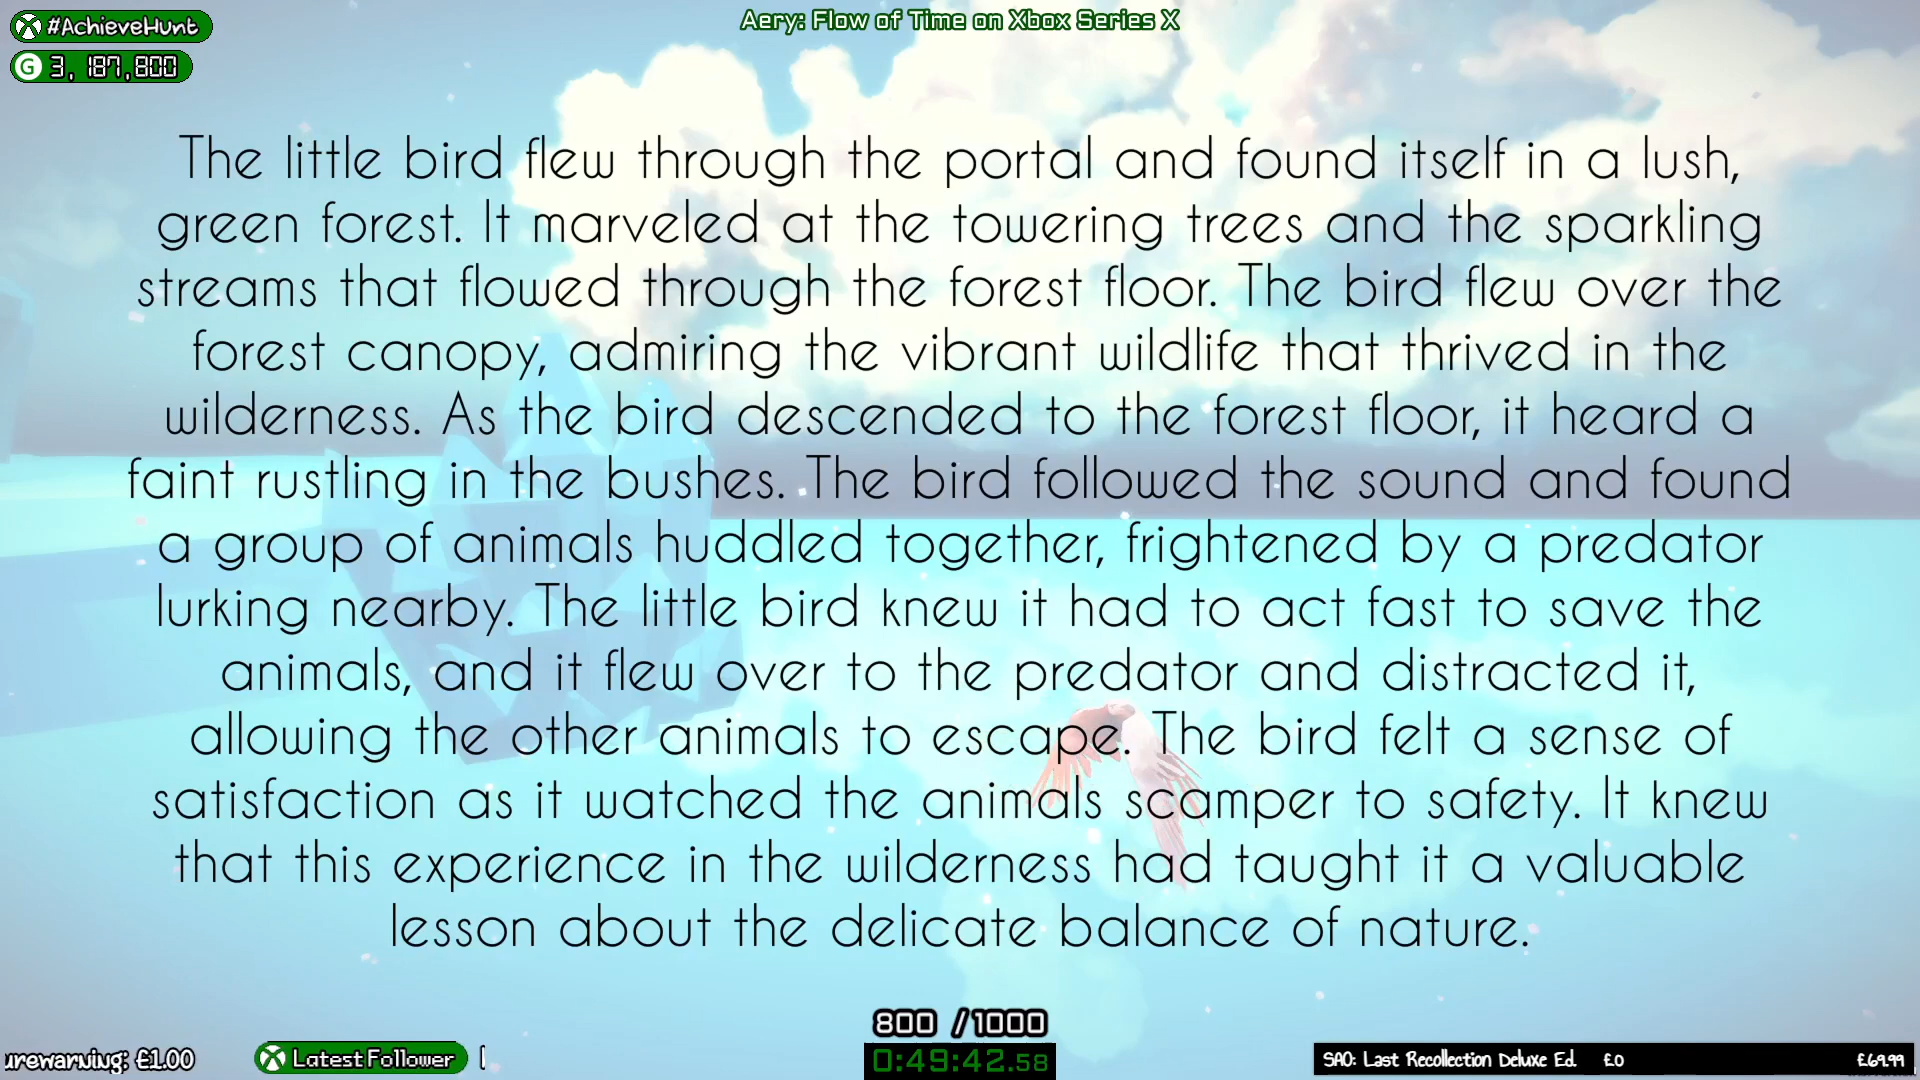 #AchieveHunt
G 3,187,800
Aery: Flow of Time on Xbox Series X
The little bird flew through the portal and found itself in a lush,
green forest. It marveled at the towering trees and the sparkling
streams that flowed through the forest floor. The bird flew over the
forest canopy, admiring the vibrant wildlife that thrived in the
wilderness. As the bird descended to the forest floor, it heard a
faint rustling in the bushes. The bird followed the sound and found
a group of animals huddled together, frightened by a predator
lurking nearby. The little bird knew it had to act fast to save the
animals, and it flew over to the predator and distracted it,
allowing the other animals to escape. The bird felt a sense of
satisfaction as it watched the animals scamper to safety. It knew
that this experience in the wilderness had taught it a valuable
lesson about the delicate balance of nature.
800 /1000
0:49:42.58
£1.00
Latest Follower
SAO: Last Recollection Deluxe Ed. £0 £69.99